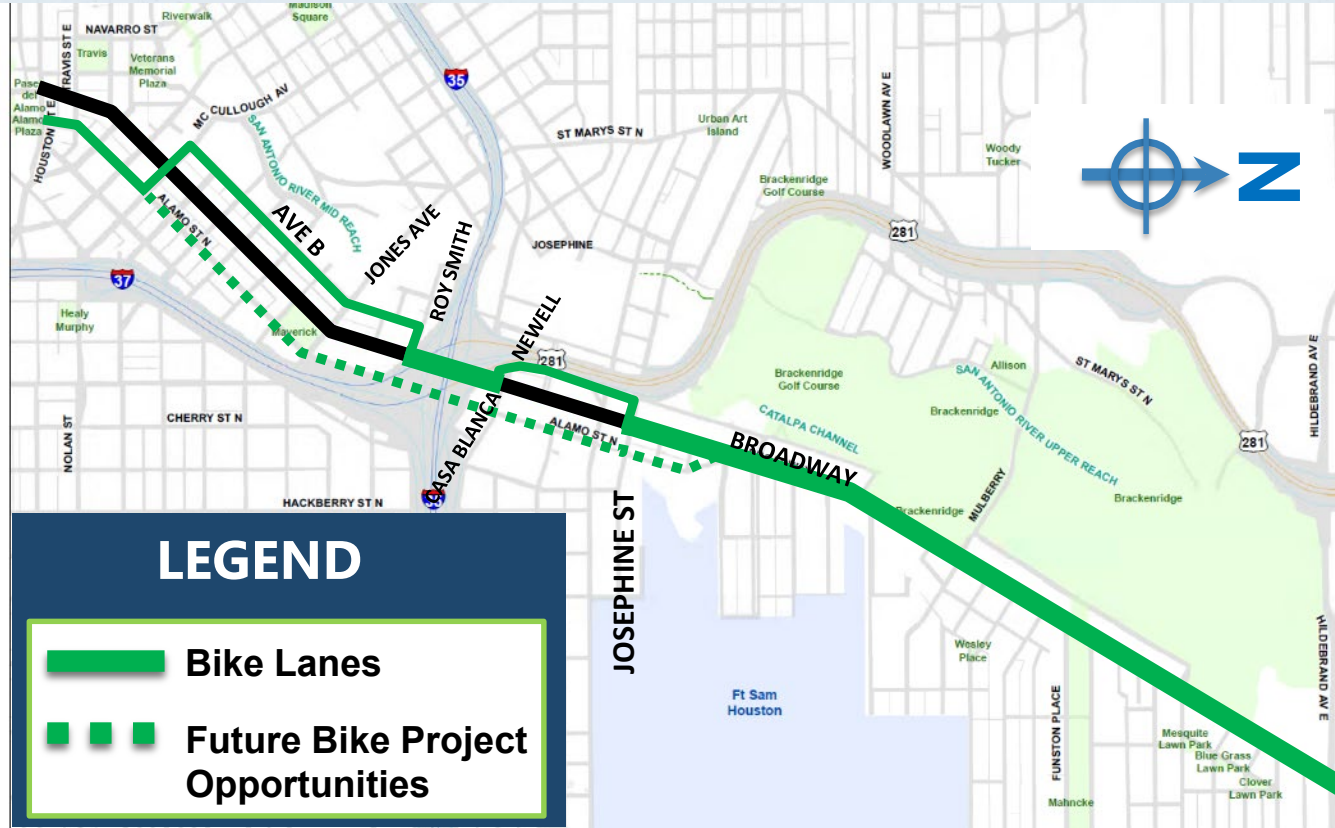 Madison
Square
Riverwalk
NAVARRO ST
TRAVIS ST E
Travis
Veterans
Memorial
Plaza
Pase
del
Alamo
Alamo
Plaza
HOUSTON ST E
MC CULLOUGH AV
SAN ANTONIO RIVER MID REACH
35
ST MARYS ST N
Urban Art
Island
WOODLAWN AV E
Woody
Tucker
N
Brackenridge
Golf Course
281
ALAMO ST N
AVE B
JONES AVE
ROY SMITH
JOSEPHINE
37
Healy
Murphy
Maverick
NEWELL
281
Brackenridge
Golf Course
Allison
ST MARYS ST N
SAN ANTONIO RIVER UPPER REACH
HILDEBRAND AV E
281
NOLAN ST
CHERRY ST N
CASA BLANCA
ALAMO ST N
CATALPA CHANNEL
Brackenridge
BROADWAY
MULBERRY
Brackenridge
Brackenridge
HACKBERRY ST N
JOSEPHINE ST
LEGEND
Bike Lanes
Future Bike Project
Opportunities
Ft Sam
Houston
Wesley
Place
FUNSTON PLACE
HILDEBRAND AV E
Mesquite
Lawn Park
Blue Grass
Lawn Park
Clover
Lawn Park
Mahncke